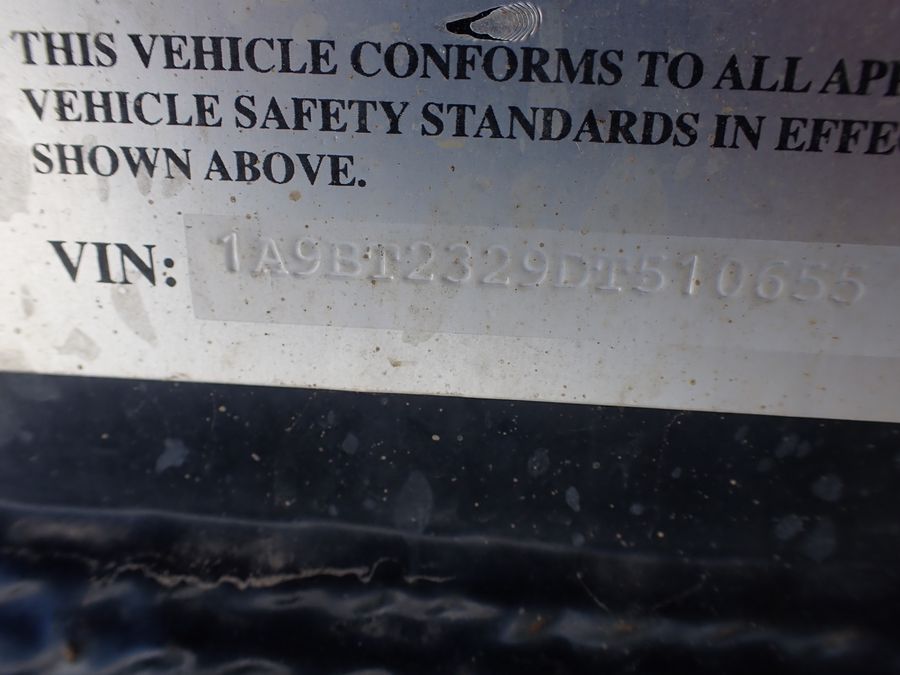 THIS VEHICLE CONFORMS TO ALL
VEHICLE SAFETY STANDARDS IN
SHOWN ABOVE.
VIN: 1A9BT2329DT510655